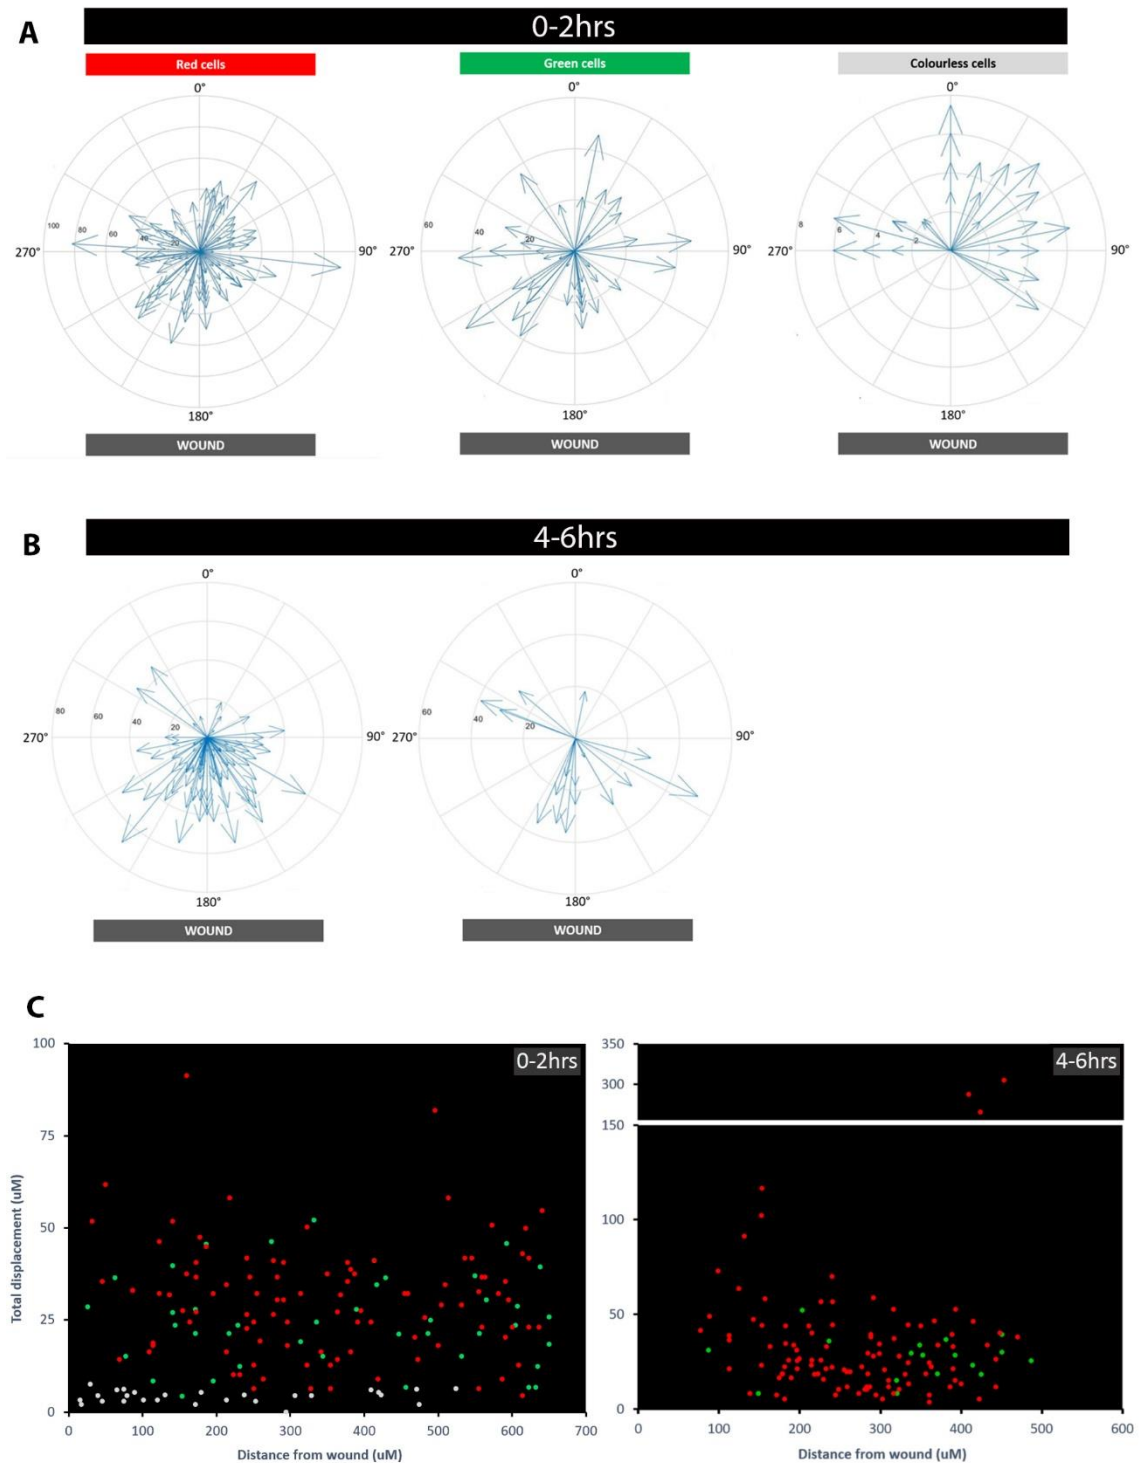 A
0-2hrs
Red cells
Green cells
Colourless cells
0°
0°
0°
100 80 60 40 20
60 40 20
8 6 4 2
270° 90°
270° 90°
270° 90°
180°
180°
180°
WOUND
WOUND
WOUND
B
4-6hrs
0°
0°
80 60 40 20
60 40 20
270° 90°
270° 90°
180°
180°
WOUND
WOUND
C
0-2hrs
100
75
50
25
0
Total displacement (uM)
0 100 200 300 400 500 600 700
Distance from wound (uM)
4-6hrs
350
300
150
100
50
0
0 100 200 300 400 500 600
Distance from wound (uM)